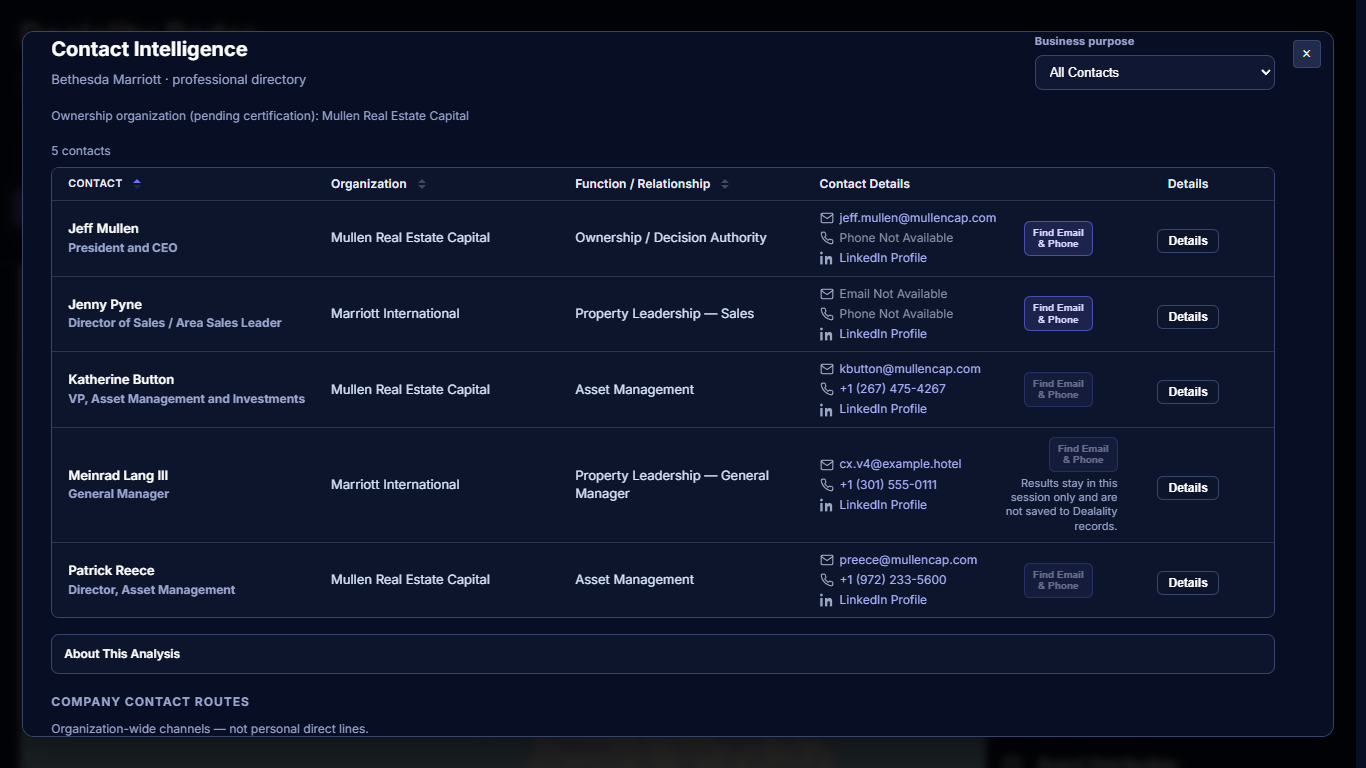 Contact Intelligence
Business purpose
×
Bethesda Marriott · professional directory
All Contacts
Ownership organization (pending certification): Mullen Real Estate Capital
5 contacts
CONTACT
Organization
Function / Relationship
Contact Details
Details
Jeff Mullen
President and CEO
Mullen Real Estate Capital
Ownership / Decision Authority
jeff.mullen@mullencap.com
Phone Not Available
LinkedIn Profile
Find Email
& Phone
Details
Jenny Pyne
Director of Sales / Area Sales Leader
Marriott International
Property Leadership — Sales
Email Not Available
Phone Not Available
LinkedIn Profile
Find Email
& Phone
Details
Katherine Button
VP, Asset Management and Investments
Mullen Real Estate Capital
Asset Management
kbutton@mullencap.com
+1 (267) 475-4267
LinkedIn Profile
Find Email
& Phone
Details
Meinrad Lang III
General Manager
Marriott International
Property Leadership — General
Manager
cx.v4@example.hotel
+1 (301) 555-0111
LinkedIn Profile
Find Email
& Phone
Results stay in this
session only and are
not saved to Dealality
records.
Details
Patrick Reece
Director, Asset Management
Mullen Real Estate Capital
Asset Management
preece@mullencap.com
+1 (972) 233-5600
LinkedIn Profile
Find Email
& Phone
Details
About This Analysis
COMPANY CONTACT ROUTES
Organization-wide channels — not personal direct lines.